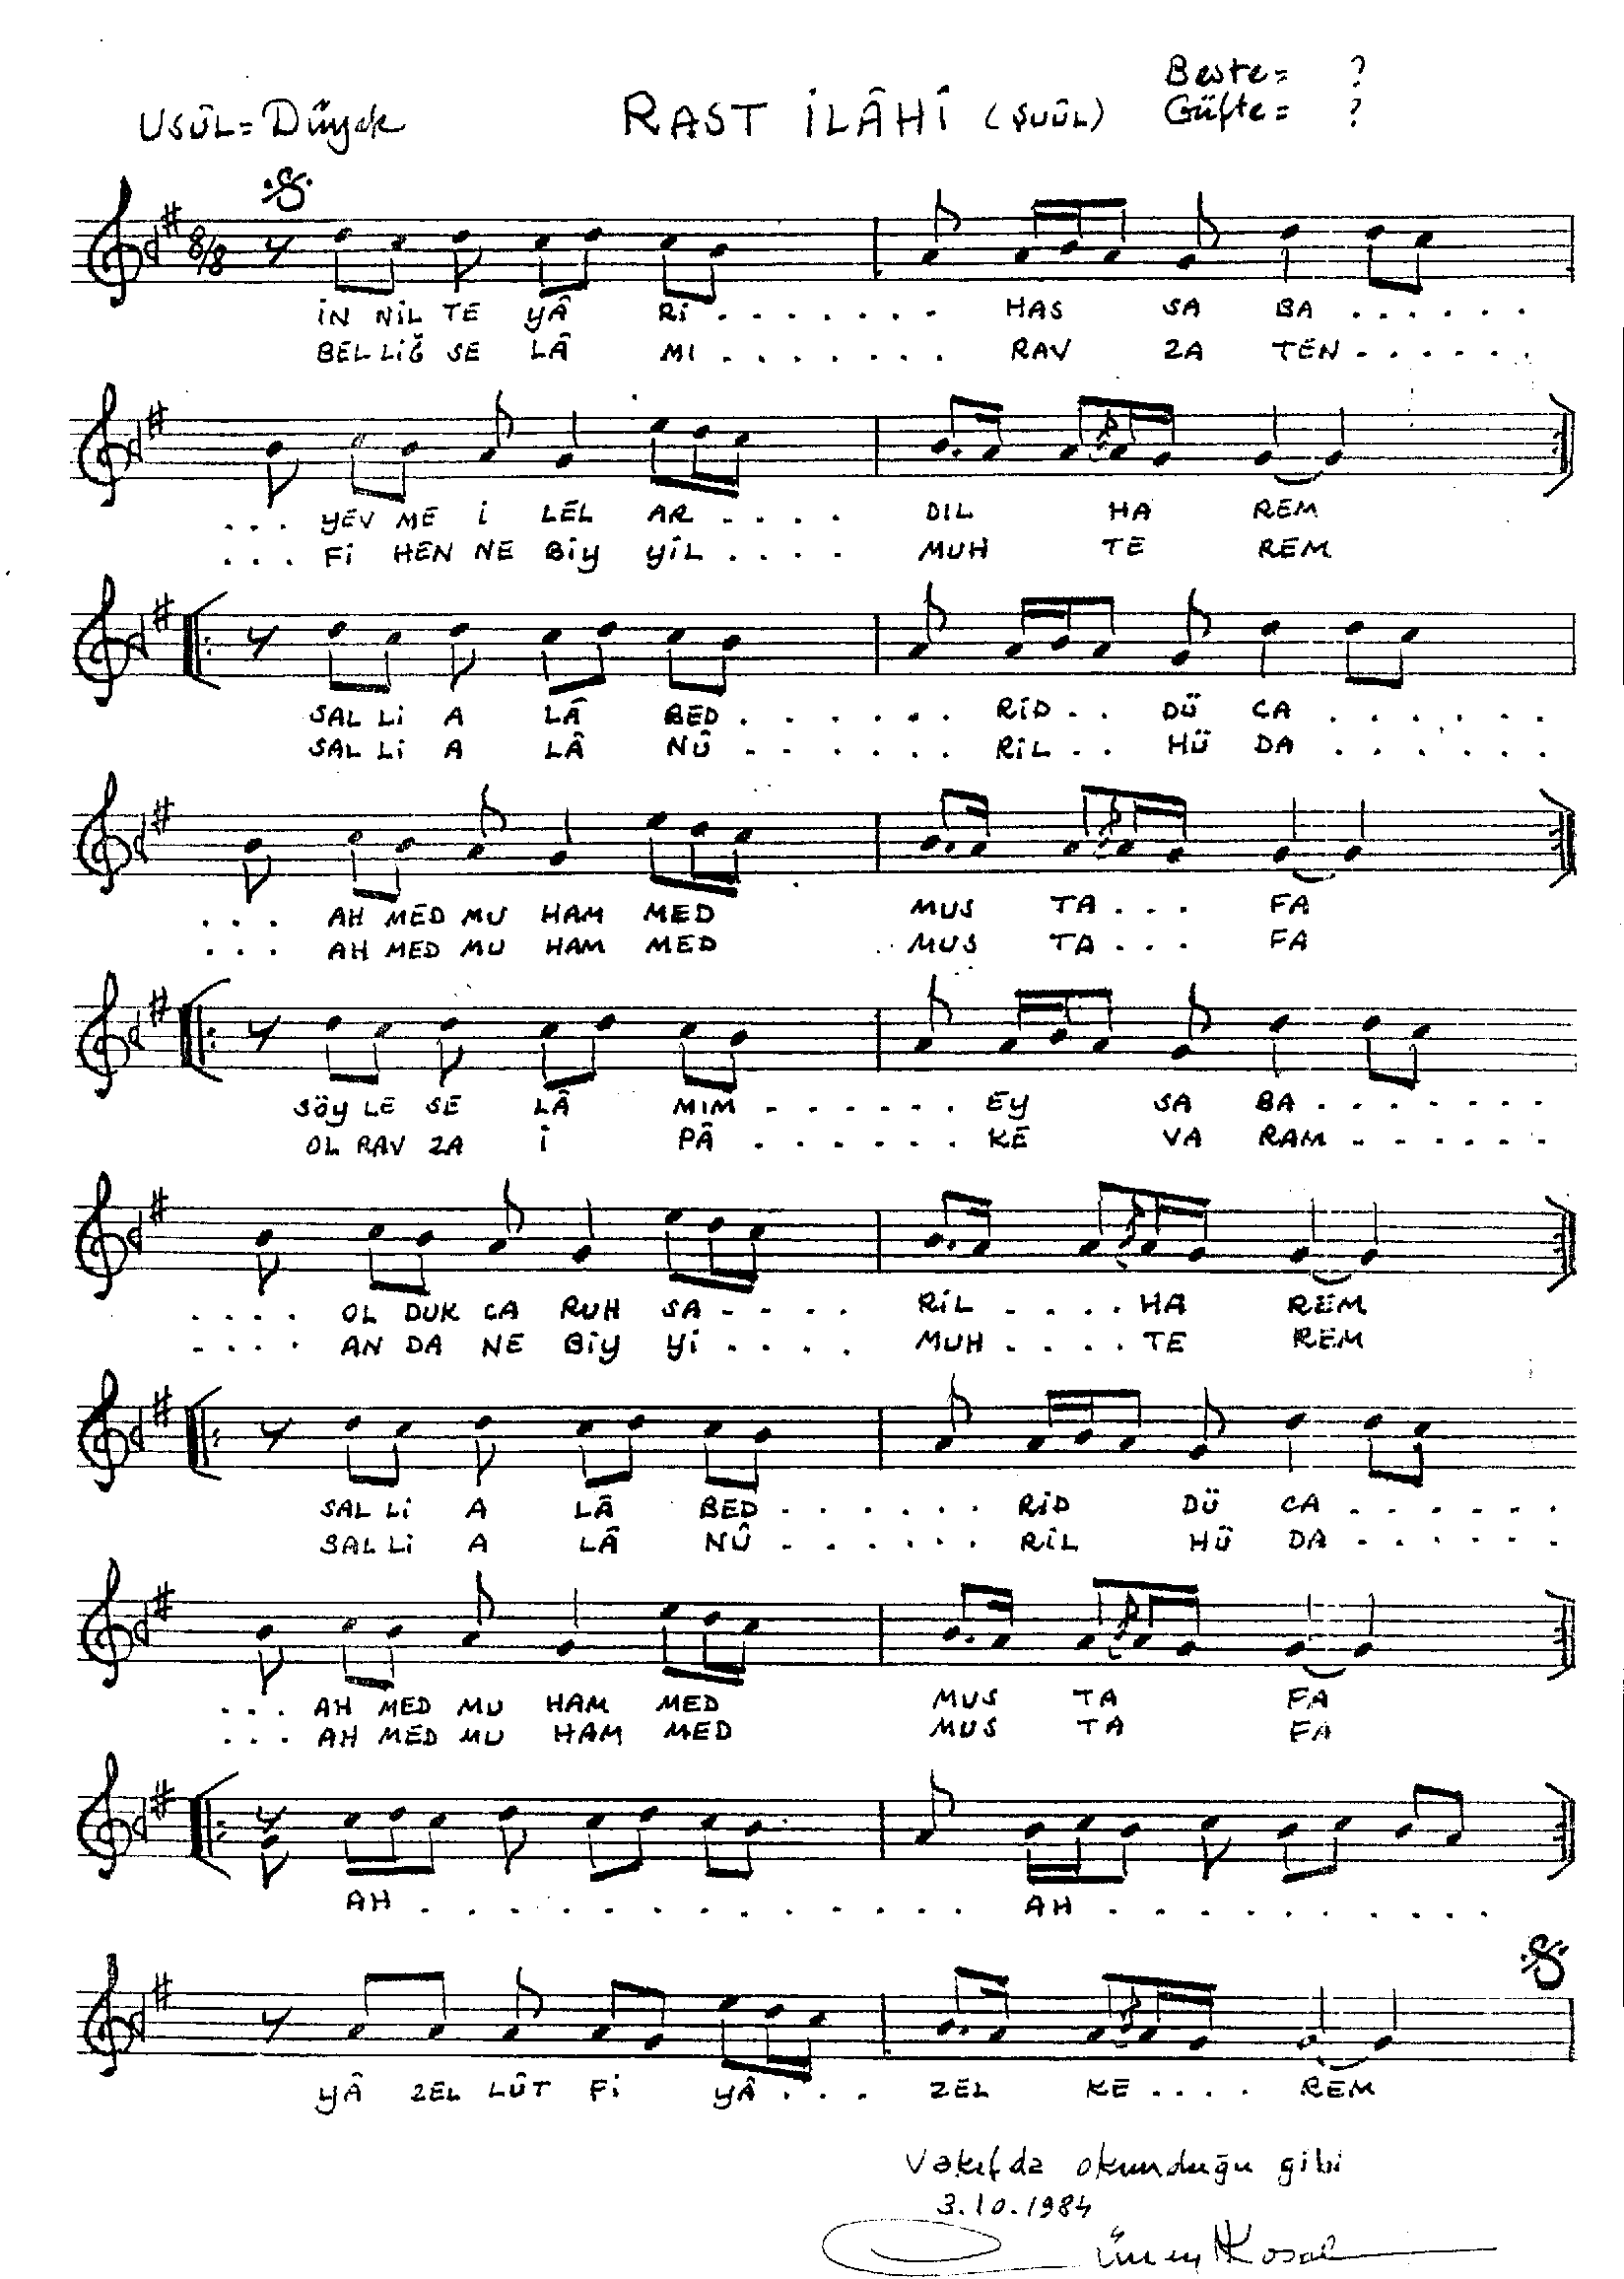 Beste= ?
USÛL= Düyek RAST İLÂHİ (ŞUÛL) Güfte= ?
8/8
İN NİL TE YÂ Rİ . . . . . . . HAS SA BA . . . . . .
BEL LİĞ SE LÂ MI . . . . . . . RAV ZA TEN . . . . . .
. . . YEV ME İ LEL AR . . . . DIL HA REM
. . . Fİ HEN NE BİY YİL . . . . MUH TE REM
SAL Lİ A LÂ BED . . . . . . RİD . . DÜ CA . . . . . .
SAL Lİ A LÂ NÛ . . . . . . RİL . . HÜ DA . . . . . .
. . . AH MED MU HAM MED MUS TA . . . FA
. . . AH MED MU HAM MED MUS TA . . . FA
SÖY LE SE LÂ MIM . . . . . . EY SA BA . . . . . . .
OL RAV ZA İ PÂ . . . . . . KE VA RAM . . . . . .
. . . . OL DUK CA RUH SA . . . . RİL . . . . HA REM
. . . . AN DA NE BİY Yİ . . . . MUH . . . . TE REM
SAL Lİ A LÂ BED . . . . . . RİD DÜ CA . . . . . .
SAL Lİ A LÂ NÛ . . . . . . RİL HÜ DA . . . . . .
. . . AH MED MU HAM MED MUS TA FA
. . . AH MED MU HAM MED MUS TA FA
AH . . . . . . . . . . . . . AH . . . . . . . . .
YÂ ZEL LÛT Fİ YÂ . . . ZEL KE . . . . REM
Vakıfda okunduğu gibi
3.10.1984